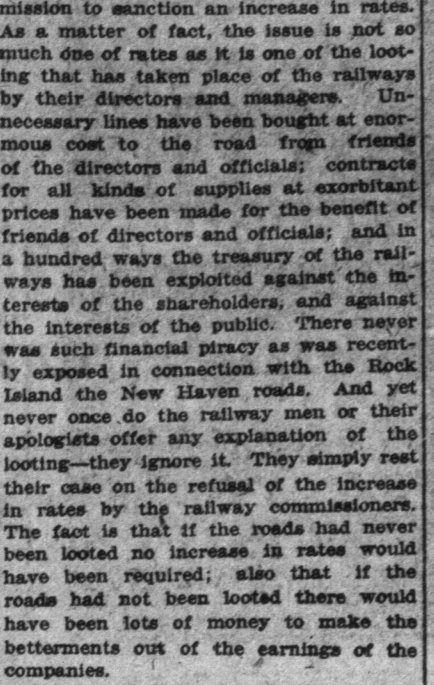 mission to sanction an increase in rates.
As a matter of fact, the issue is not so
much one of rates as it is one of the loot-
ing that has taken place of the railways
by their directors and managers. Un-
necessary lines have been bought at enor-
mous cost to the road from friends
of the directors and officials; contracts
for all kinds of supplies at exorbitant
prices have been made for the benefit of
friends of directors and officials; and in
a hundred ways the treasury of the rail-
ways has been exploited against the in-
terests of the shareholders, and against
the interests of the public. There never
was such financial piracy as was recent-
ly exposed in connection with the Rock
Island the New Haven roads. And yet
never once do the railway men or their
apologists offer any explanation of the
looting—they ignore it. They simply rest
their case on the refusal of the increase
in rates by the railway commissioners.
The fact is that if the roads had never
been looted no increase in rates would
have been required; also that if the
roads had not been looted there would
have been lots of money to make the
betterments out of the earnings of the
companies.